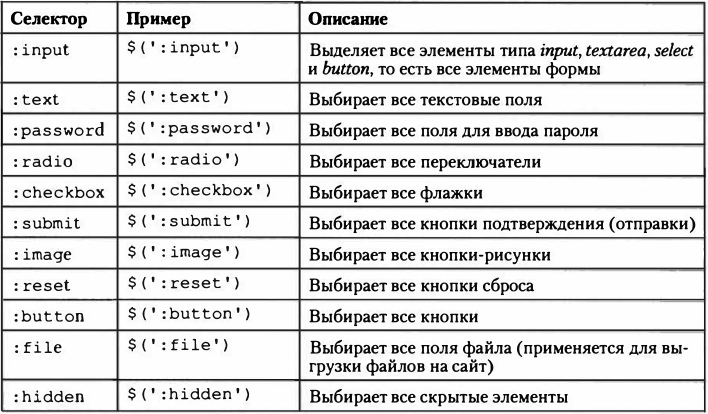 Селектор Пример Описание
:input $(':input') Выделяет все элементы типа input, textarea, select
и button, то есть все элементы формы
:text $(':text') Выбирает все текстовые поля
:password $(':password') Выбирает все поля для ввода пароля
:radio $(':radio') Выбирает все переключатели
:checkbox $(':checkbox') Выбирает все флажки
:submit $(':submit') Выбирает все кнопки подтверждения (отправки)
:image $(':image') Выбирает все кнопки-рисунки
:reset $(':reset') Выбирает все кнопки сброса
:button $(':button') Выбирает все кнопки
:file $(':file') Выбирает все поля файла (применяется для вы-
грузки файлов на сайт)
:hidden $(':hidden') Выбирает все скрытые элементы